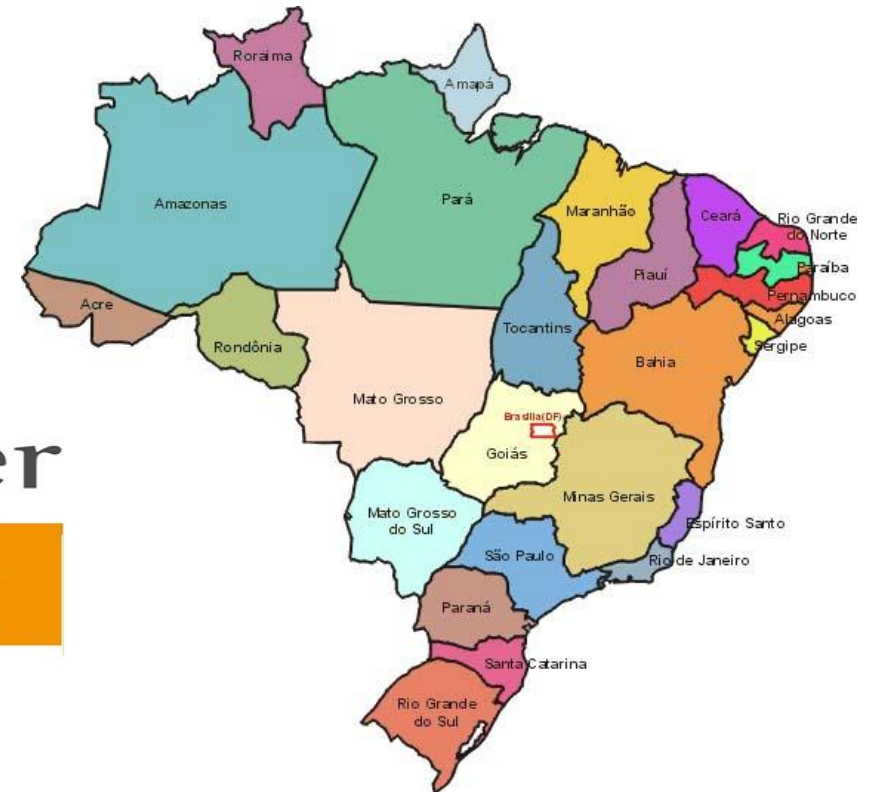 Roraima
Amapá
Amazonas
Pará
Maranhão
Ceará
Rio Grande
do Norte
Piauí
Paraíba
Pernambuco
Acre
Tocantins
Alagoas
Rondônia
Sergipe
Bahia
Mato Grosso
Brasília(DF)
Goiás
er
Minas Gerais
Mato Grosso
do Sul
Espírito Santo
São Paulo
Rio de Janeiro
Paraná
Santa Catarina
Rio Grande
do Sul